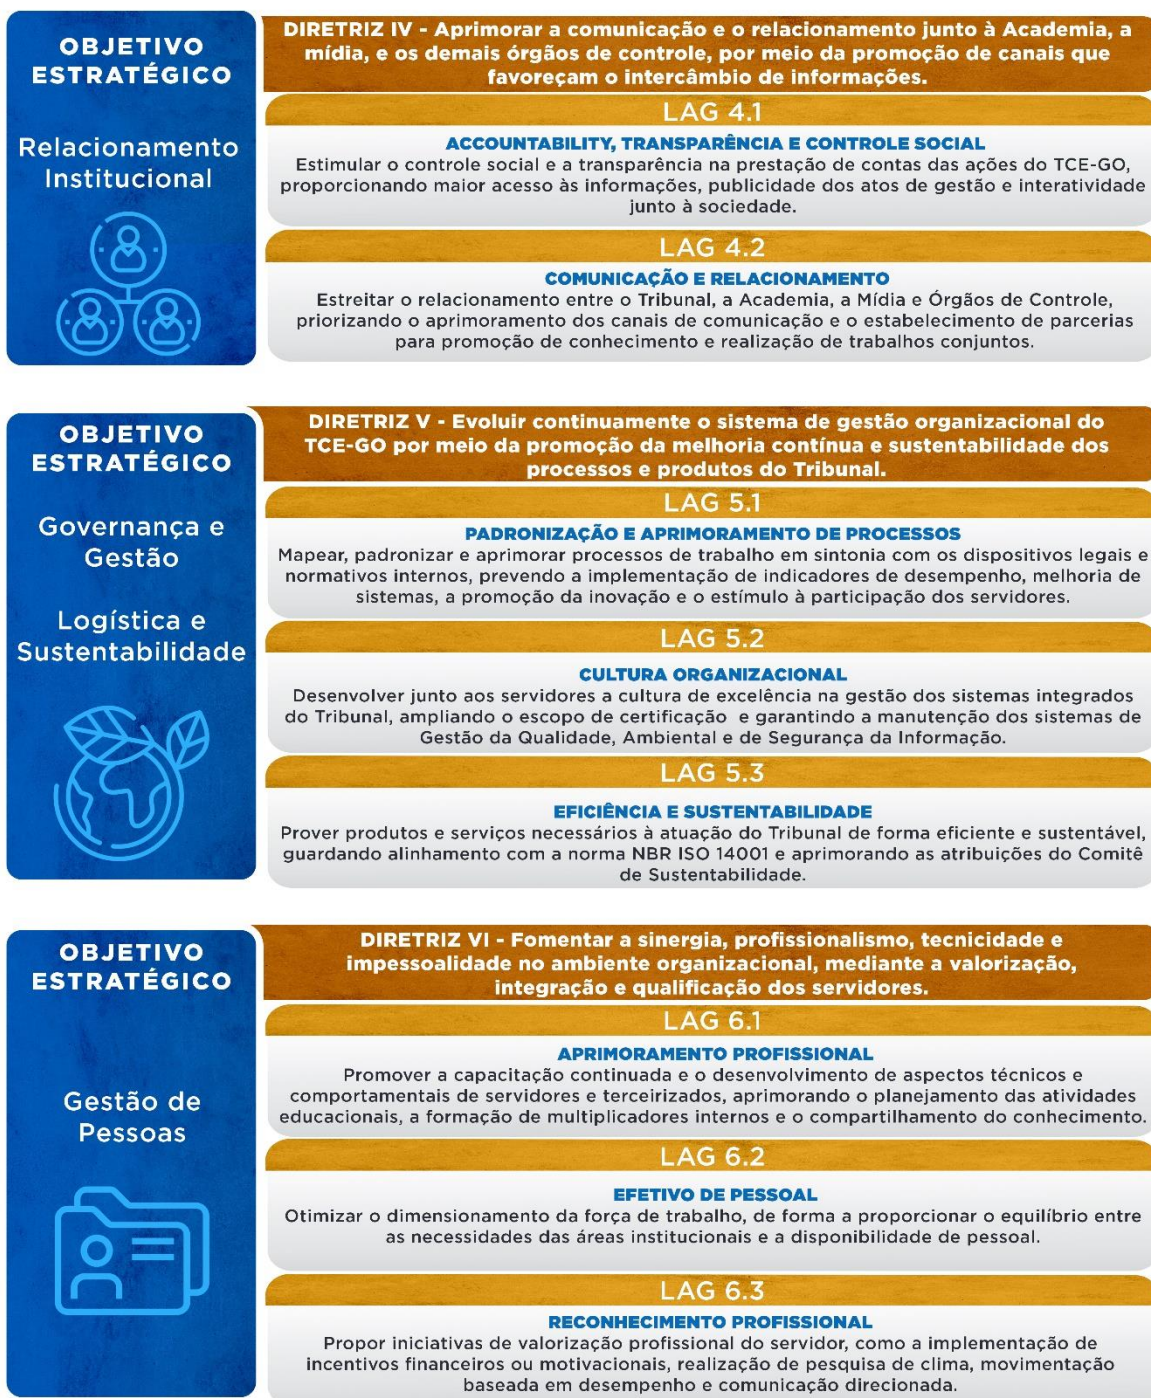 OBJETIVO
ESTRATÉGICO
Relacionamento
Institucional
DIRETRIZ IV - Aprimorar a comunicação e o relacionamento junto à Academia, a
mídia, e os demais órgãos de controle, por meio da promoção de canais que
favoreçam o intercâmbio de informações.
LAG 4.1
ACCOUNTABILITY, TRANSPARÊNCIA E CONTROLE SOCIAL
Estimular o controle social e a transparência na prestação de contas das ações do TCE-GO,
proporcionando maior acesso às informações, publicidade dos atos de gestão e interatividade
junto à sociedade.
LAG 4.2
COMUNICAÇÃO E RELACIONAMENTO
Estreitar o relacionamento entre o Tribunal, a Academia, a Mídia e Órgãos de Controle,
priorizando o aprimoramento dos canais de comunicação e o estabelecimento de parcerias
para promoção de conhecimento e realização de trabalhos conjuntos.
OBJETIVO
ESTRATÉGICO
Governança e
Gestão
Logística e
Sustentabilidade
DIRETRIZ V - Evoluir continuamente o sistema de gestão organizacional do
TCE-GO por meio da promoção da melhoria contínua e sustentabilidade dos
processos e produtos do Tribunal.
LAG 5.1
PADRONIZAÇÃO E APRIMORAMENTO DE PROCESSOS
Mapear, padronizar e aprimorar processos de trabalho em sintonia com os dispositivos legais e
normativos internos, prevendo a implementação de indicadores de desempenho, melhoria de
sistemas, a promoção da inovação e o estímulo à participação dos servidores.
LAG 5.2
CULTURA ORGANIZACIONAL
Desenvolver junto aos servidores a cultura de excelência na gestão dos sistemas integrados
do Tribunal, ampliando o escopo de certificação e garantindo a manutenção dos sistemas de
Gestão da Qualidade, Ambiental e de Segurança da Informação.
LAG 5.3
EFICIÊNCIA E SUSTENTABILIDADE
Prover produtos e serviços necessários à atuação do Tribunal de forma eficiente e sustentável,
guardando alinhamento com a norma NBR ISO 14001 e aprimorando as atribuições do Comitê
de Sustentabilidade.
OBJETIVO
ESTRATÉGICO
Gestão de
Pessoas
DIRETRIZ VI - Fomentar a sinergia, profissionalismo, tecnicidade e
impessoalidade no ambiente organizacional, mediante a valorização,
integração e qualificação dos servidores.
LAG 6.1
APRIMORAMENTO PROFISSIONAL
Promover a capacitação continuada e o desenvolvimento de aspectos técnicos e
comportamentais de servidores e terceirizados, aprimorando o planejamento das atividades
educacionais, a formação de multiplicadores internos e o compartilhamento do conhecimento.
LAG 6.2
EFETIVO DE PESSOAL
Otimizar o dimensionamento da força de trabalho, de forma a proporcionar o equilíbrio entre
as necessidades das áreas institucionais e a disponibilidade de pessoal.
LAG 6.3
RECONHECIMENTO PROFISSIONAL
Propor iniciativas de valorização profissional do servidor, como a implementação de
incentivos financeiros ou motivacionais, realização de pesquisa de clima, movimentação
baseada em desempenho e comunicação direcionada.